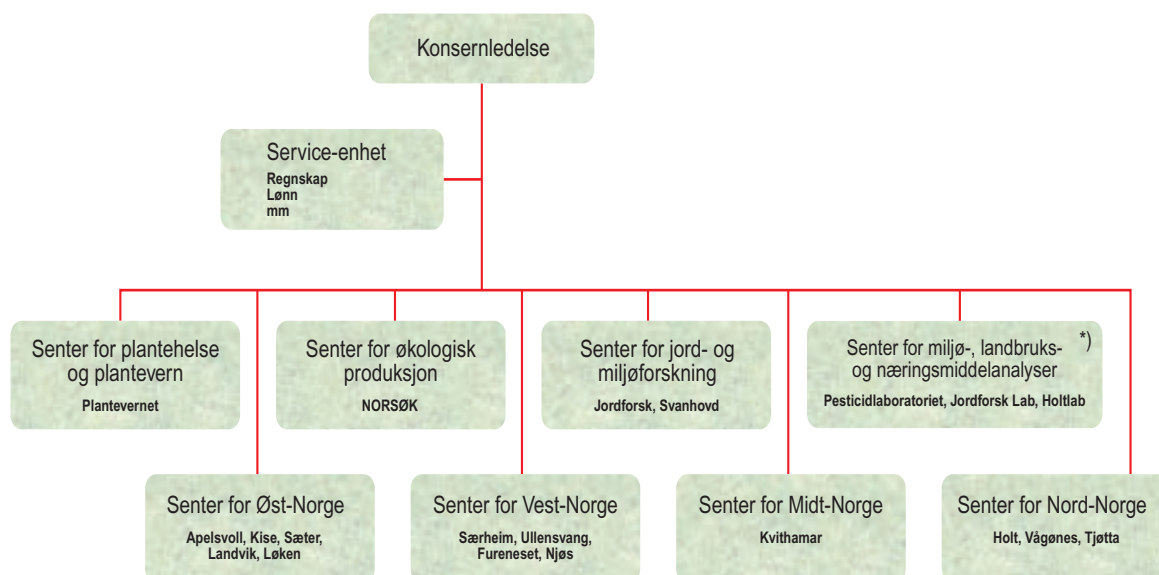 Konsernledelse
Service-enhet
Regnskap
Lønn
mm
Senter for plantehelse
og plantevern
Plantevernet
Senter for økologisk
produksjon
NORSØK
Senter for jord- og
miljøforskning
Jordforsk, Svanhovd
*)
Senter for miljø-, landbruks-
og næringsmiddelanalyser
Pesticidlaboratoriet, Jordforsk Lab, Holtlab
Senter for Øst-Norge
Apelsvoll, Kise, Sæter,
Landvik, Løken
Senter for Vest-Norge
Særheim, Ullensvang,
Fureneset, Njøs
Senter for Midt-Norge
Kvithamar
Senter for Nord-Norge
Holt, Vågønes, Tjøtta